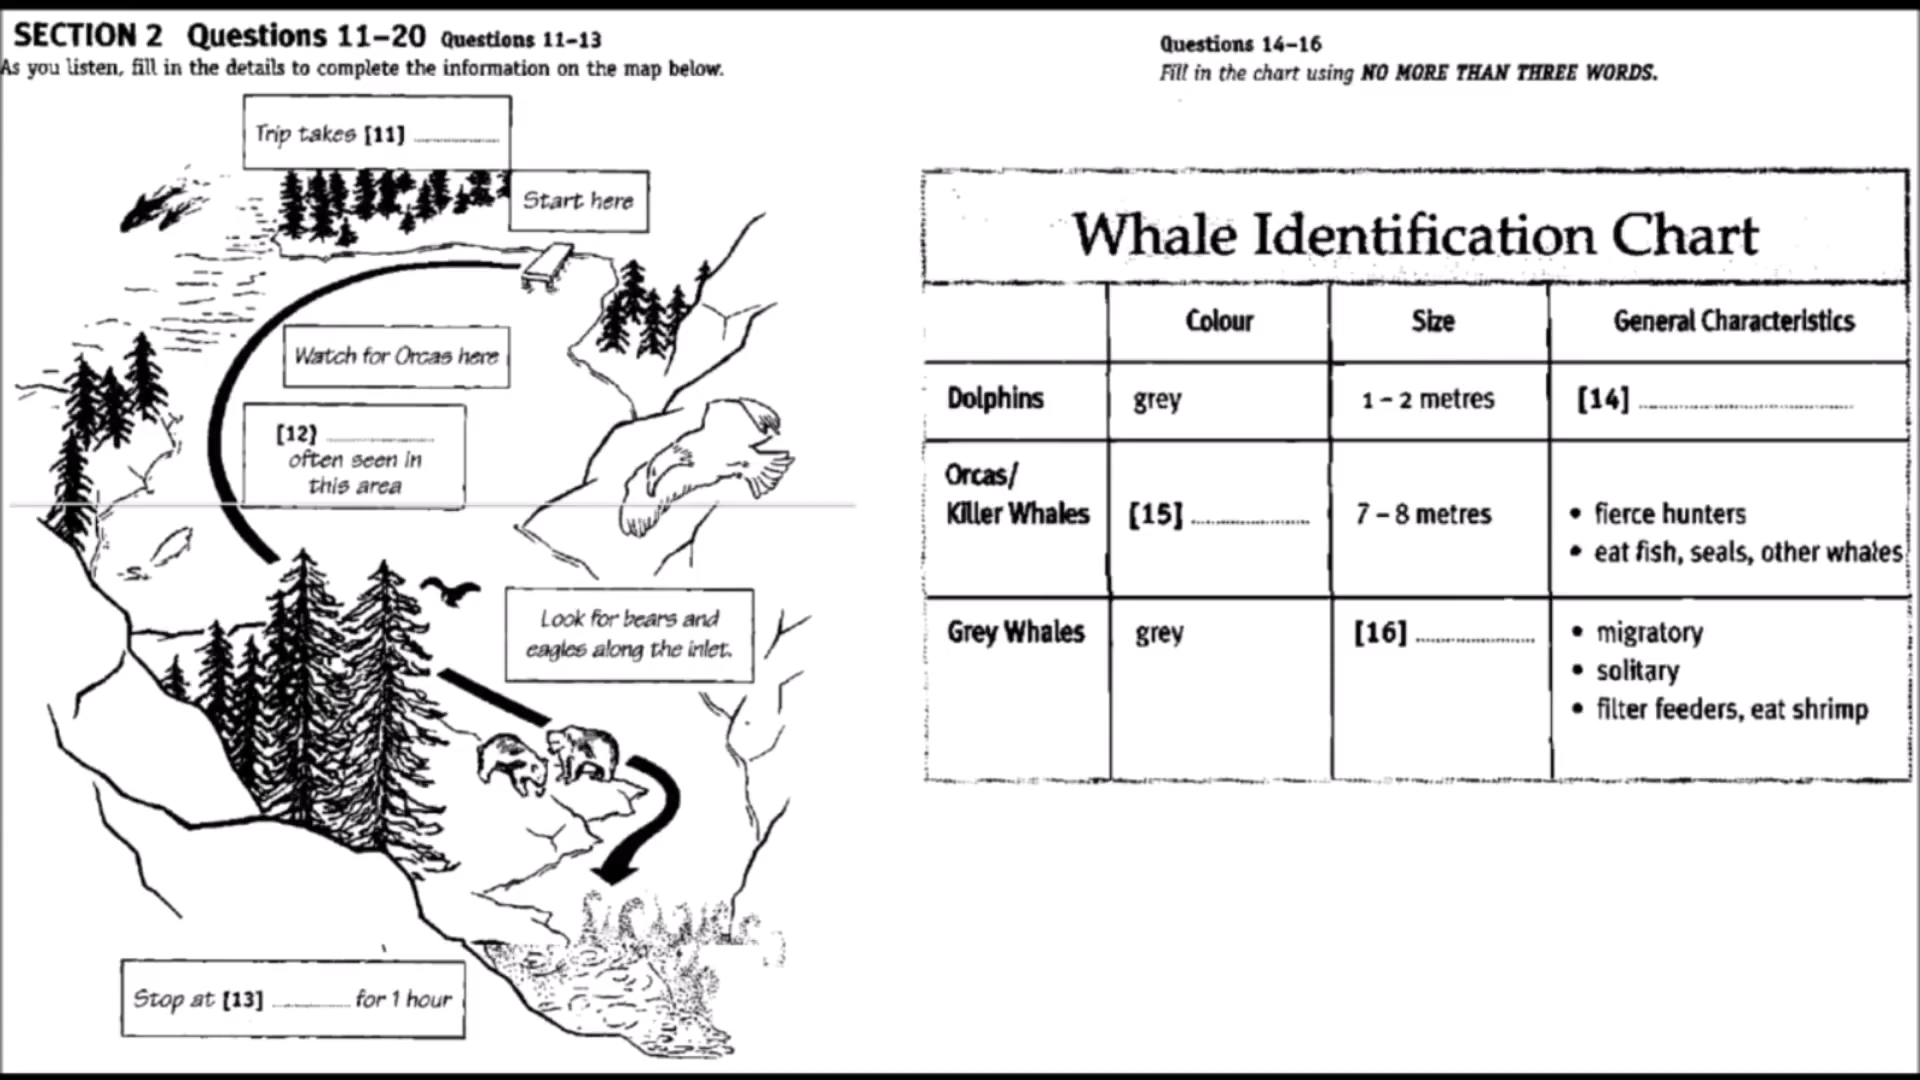 SECTION 2 Questions 11–20 Questions 11–13
As you listen, fill in the details to complete the information on the map below.
Trip takes [11] ....................
Start here
Watch for Orcas here
[12] ....................
often seen in
this area
Look for bears and
eagles along the inlet.
Stop at [13] .................... for 1 hour
Questions 14–16
Fill in the chart using NO MORE THAN THREE WORDS.
Whale Identification Chart
Colour Size General Characteristics
Dolphins grey 1 – 2 metres [14] ....................
Orcas/
Killer Whales [15] .................... 7 – 8 metres • fierce hunters
• eat fish, seals, other whales
Grey Whales grey [16] .................... • migratory
• solitary
• filter feeders, eat shrimp